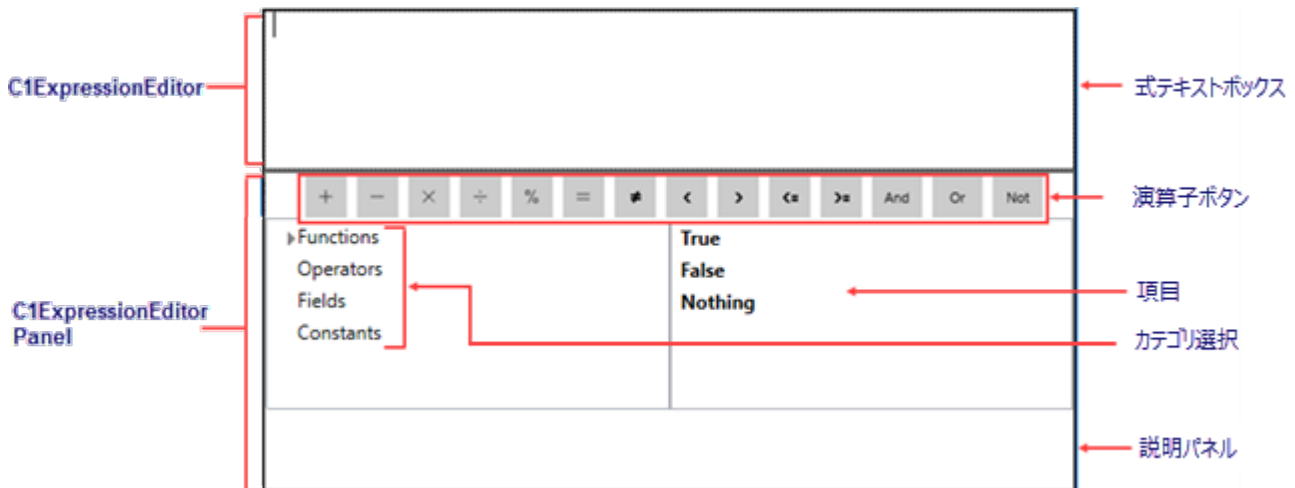 C1ExpressionEditor
式テキストボックス
+ − × ÷ % = ≠ < > <= >= And Or Not
演算子ボタン
Functions
Operators
Fields
Constants
True
False
Nothing
項目
カテゴリ選択
C1ExpressionEditor
Panel
説明パネル